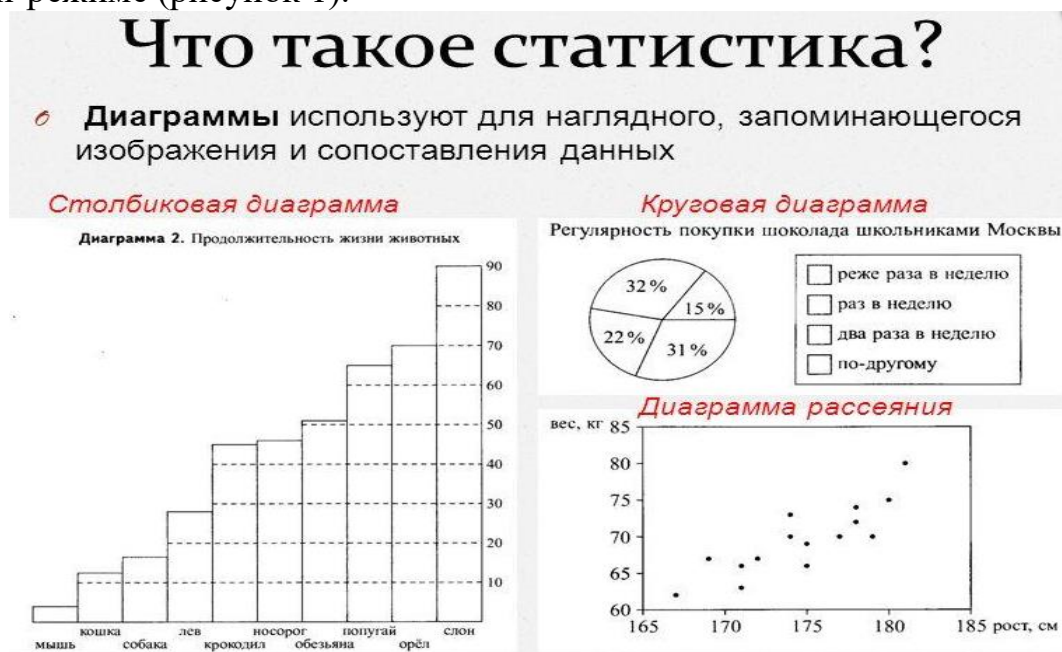 режиме (рисунок 1).
Что такое статистика?
Диаграммы используют для наглядного, запоминающегося
изображения и сопоставления данных
Столбиковая диаграмма
Диаграмма 2. Продолжительность жизни животных
90
80
70
60
50
40
30
20
10
кошка лев носорог попугай слон
мышь собака крокодил обезьяна орёл
Круговая диаграмма
Регулярность покупки шоколада школьниками Москвы
32% 15%
22% 31%
реже раза в неделю
раз в неделю
два раза в неделю
по-другому
Диаграмма рассеяния
вес, кг 85
80
75
70
65
60
165 170 175 180 185 рост, см